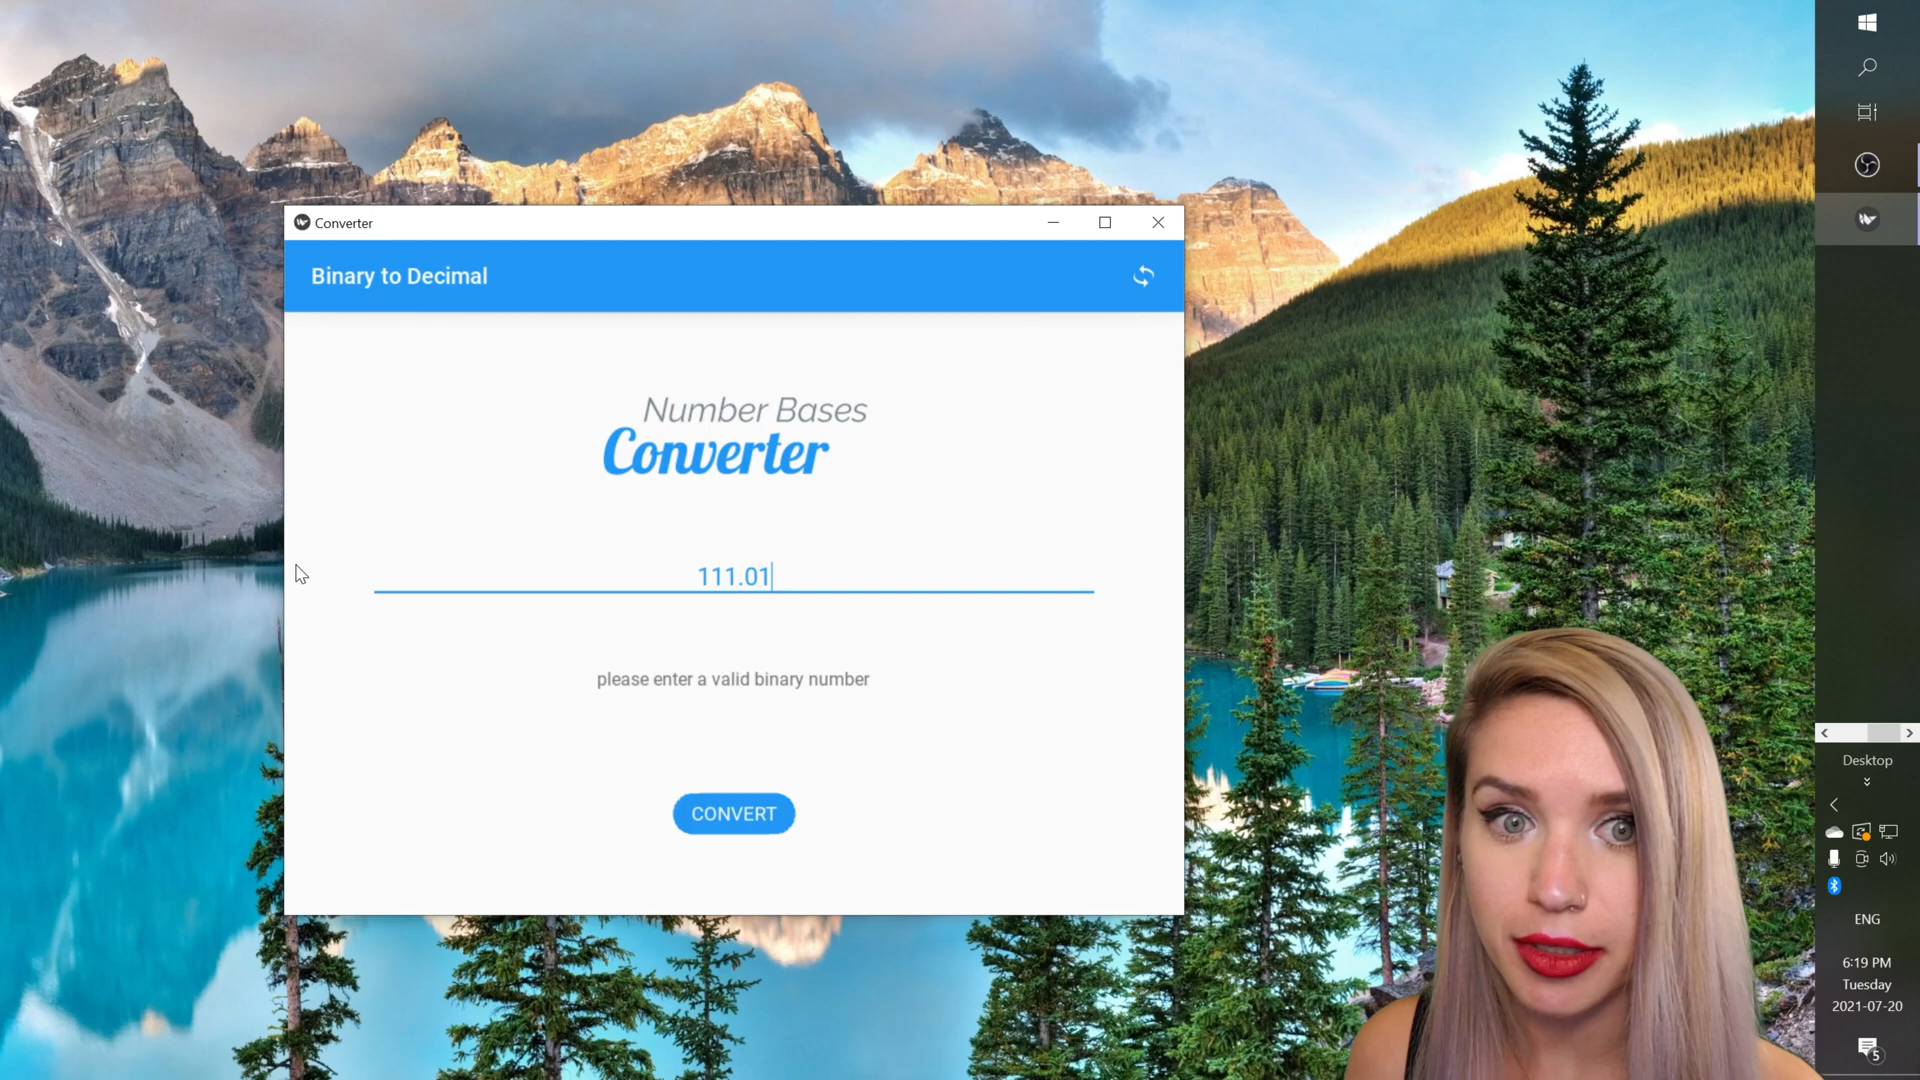 Converter
Binary to Decimal
Number Bases
Converter
111.01
please enter a valid binary number
CONVERT
Desktop
ENG
6:19 PM
Tuesday
2021-07-20
5